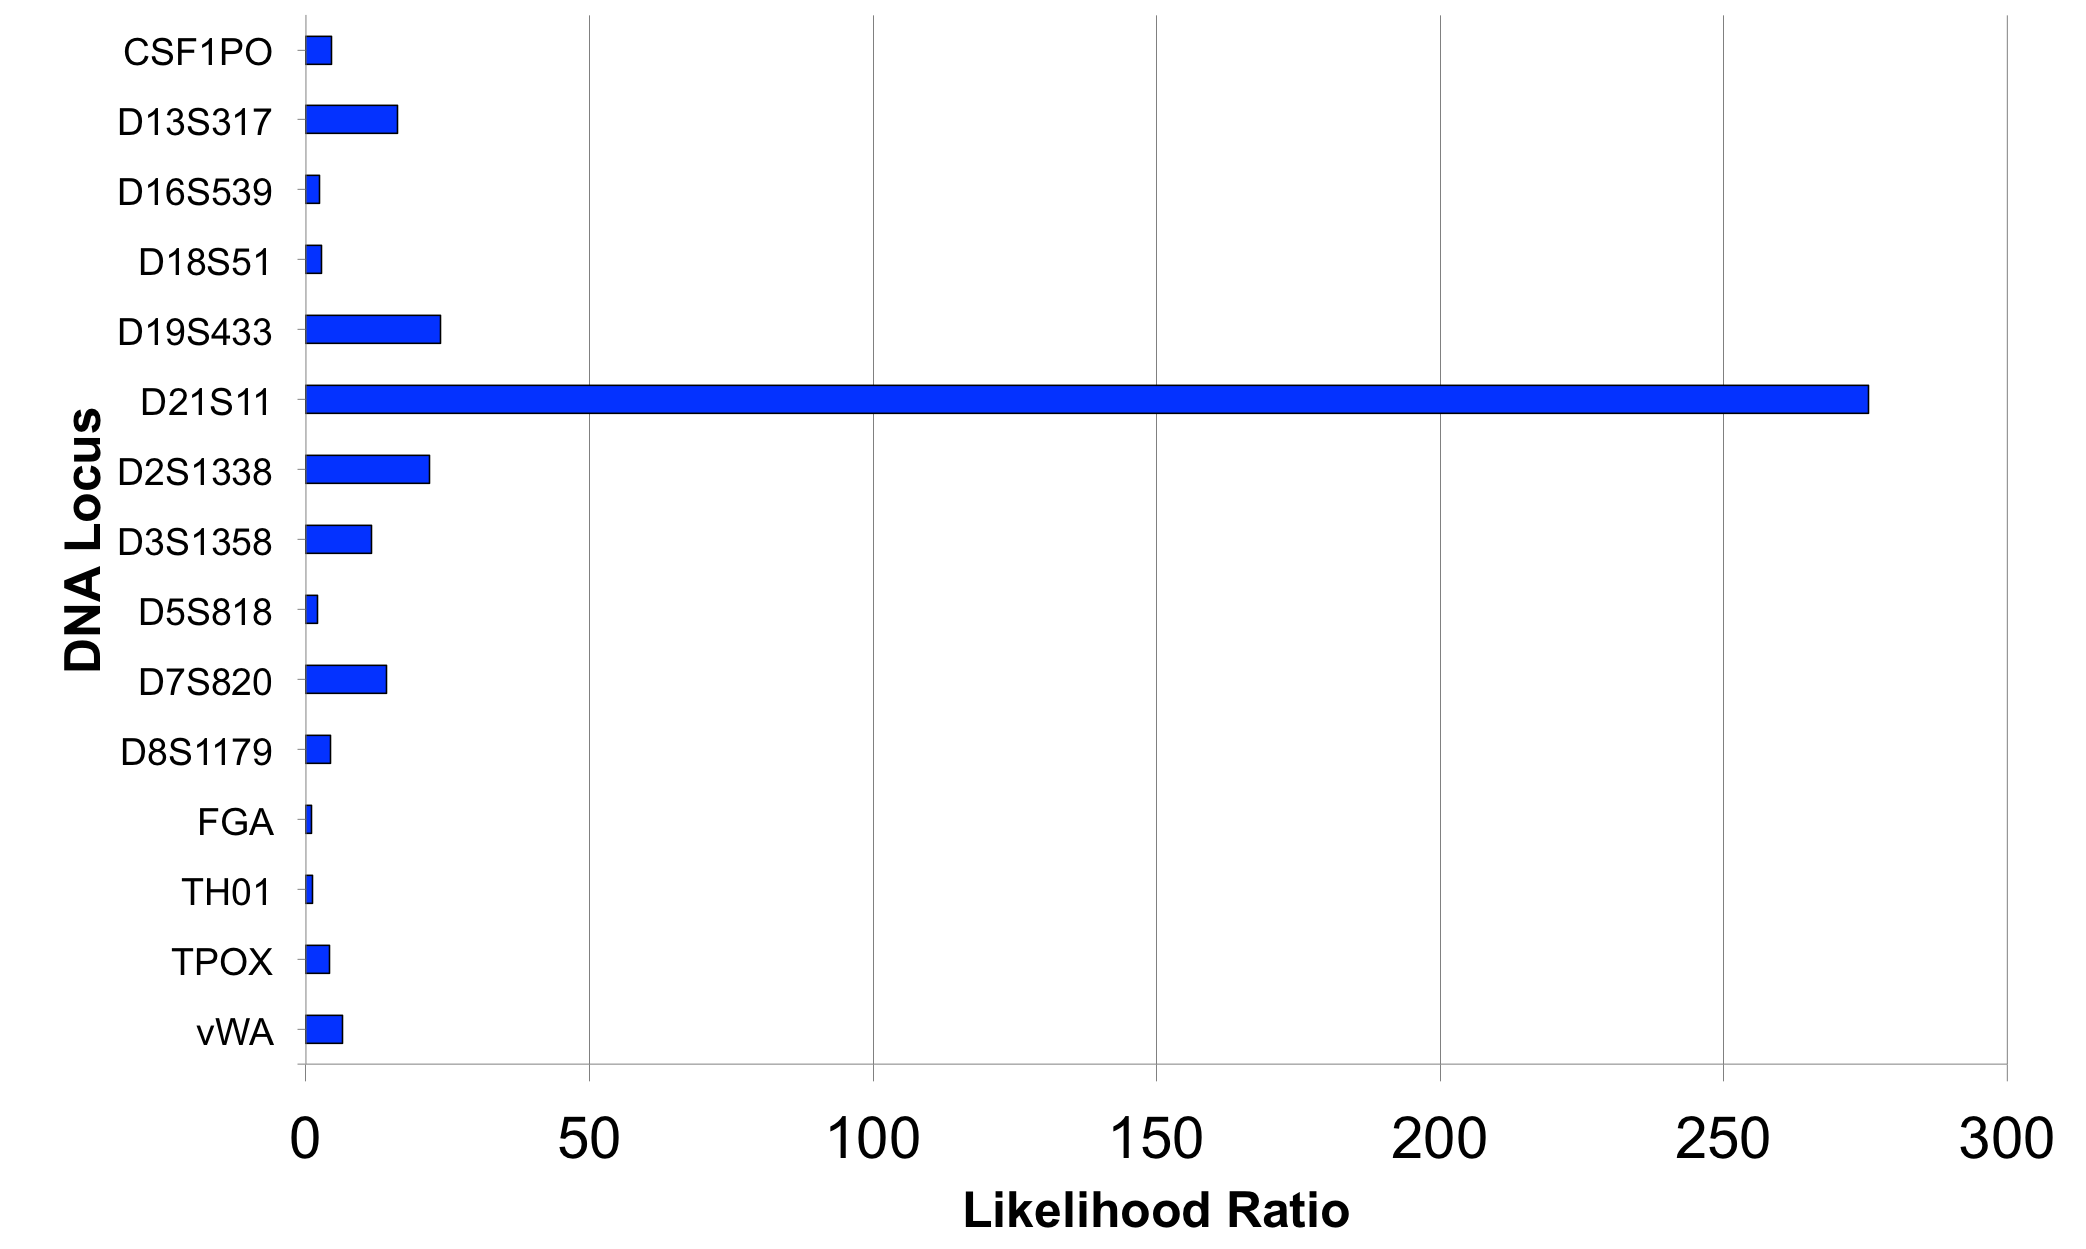 CSF1PO
D13S317
D16S539
D18S51
D19S433
D21S11
D2S1338
D3S1358
D5S818
D7S820
D8S1179
FGA
TH01
TPOX
vWA
DNA Locus
0 50 100 150 200 250 300
Likelihood Ratio